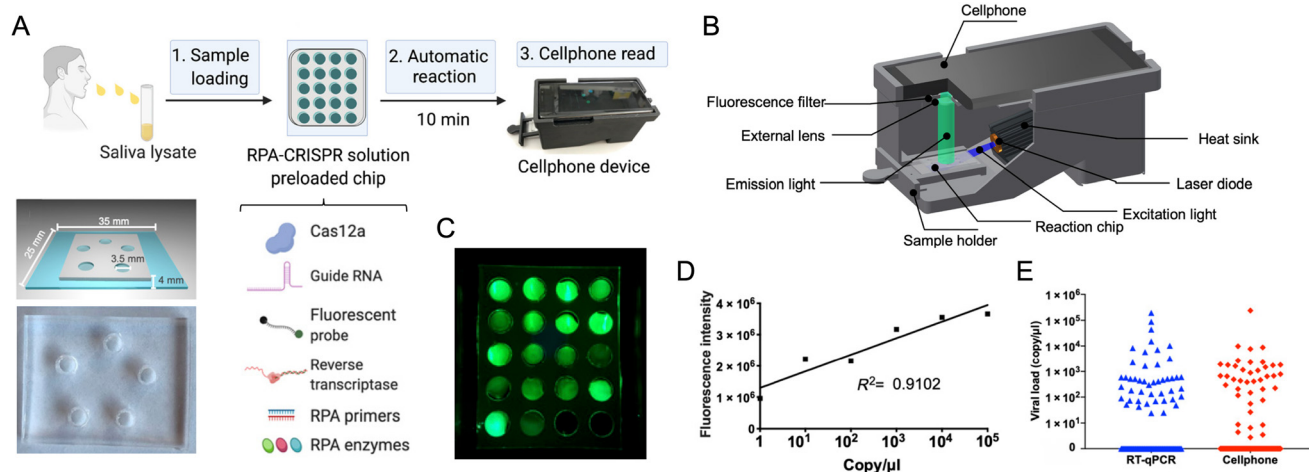 A
1. Sample
loading
2. Automatic
reaction
10 min
3. Cellphone read
Saliva lysate
RPA-CRISPR solution
preloaded chip
Cellphone device
35 mm
25 mm
3.5 mm
4 mm
Cas12a
Guide RNA
Fluorescent
probe
Reverse
transcriptase
RPA primers
RPA enzymes
B
Cellphone
Fluorescence filter
External lens
Emission light
Sample holder
Reaction chip
Excitation light
Laser diode
Heat sink
C
D
Fluorescence intensity
4 × 10⁶
3 × 10⁶
2 × 10⁶
1 × 10⁶
0
R²= 0.9102
1 10¹ 10² 10³ 10⁴ 10⁵
Copy/µl
E
Viral load (copy/µl)
1 × 10⁶
1 × 10⁵
1 × 10⁴
1 × 10³
1 × 10²
1 × 10¹
0
RT-qPCR Cellphone